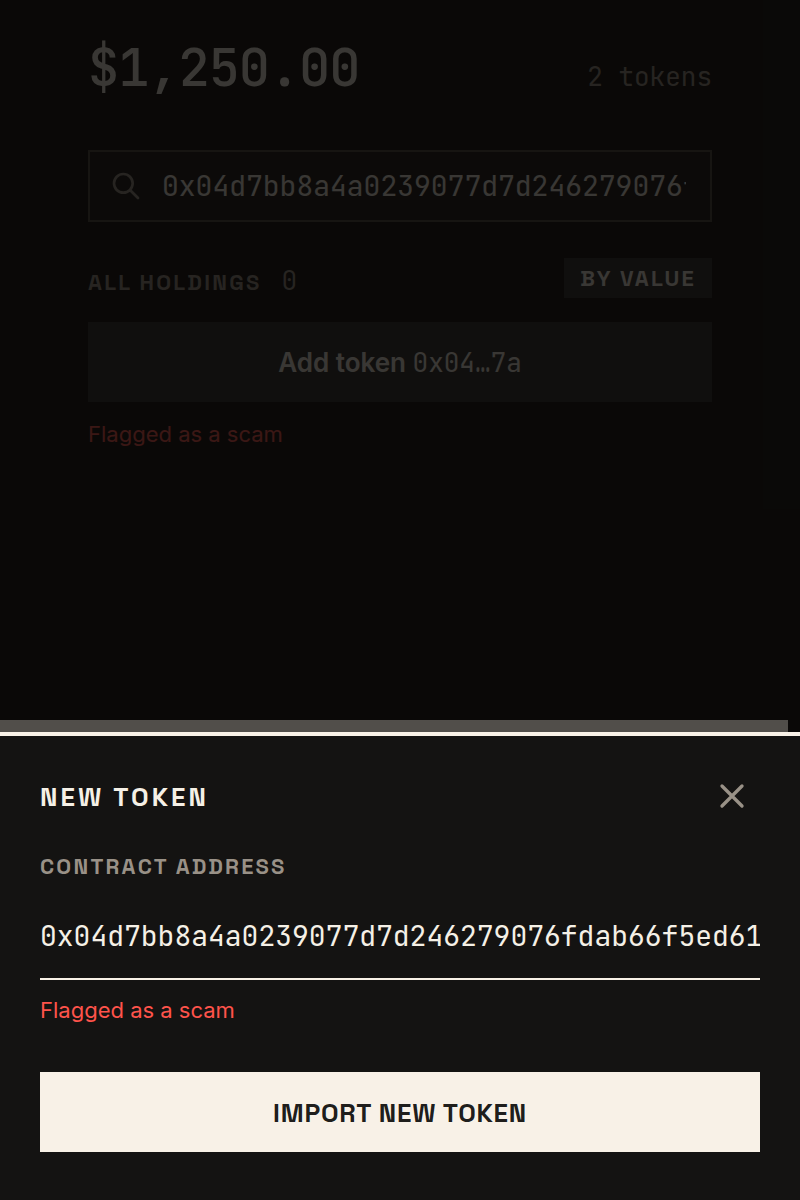 $1,250.00
2 tokens
0x04d7bb8a4a0239077d7d246279076
ALL HOLDINGS 0
BY VALUE
Add token 0x04…7a
Flagged as a scam
NEW TOKEN
CONTRACT ADDRESS
0x04d7bb8a4a0239077d7d246279076fdab66f5ed61
Flagged as a scam
IMPORT NEW TOKEN